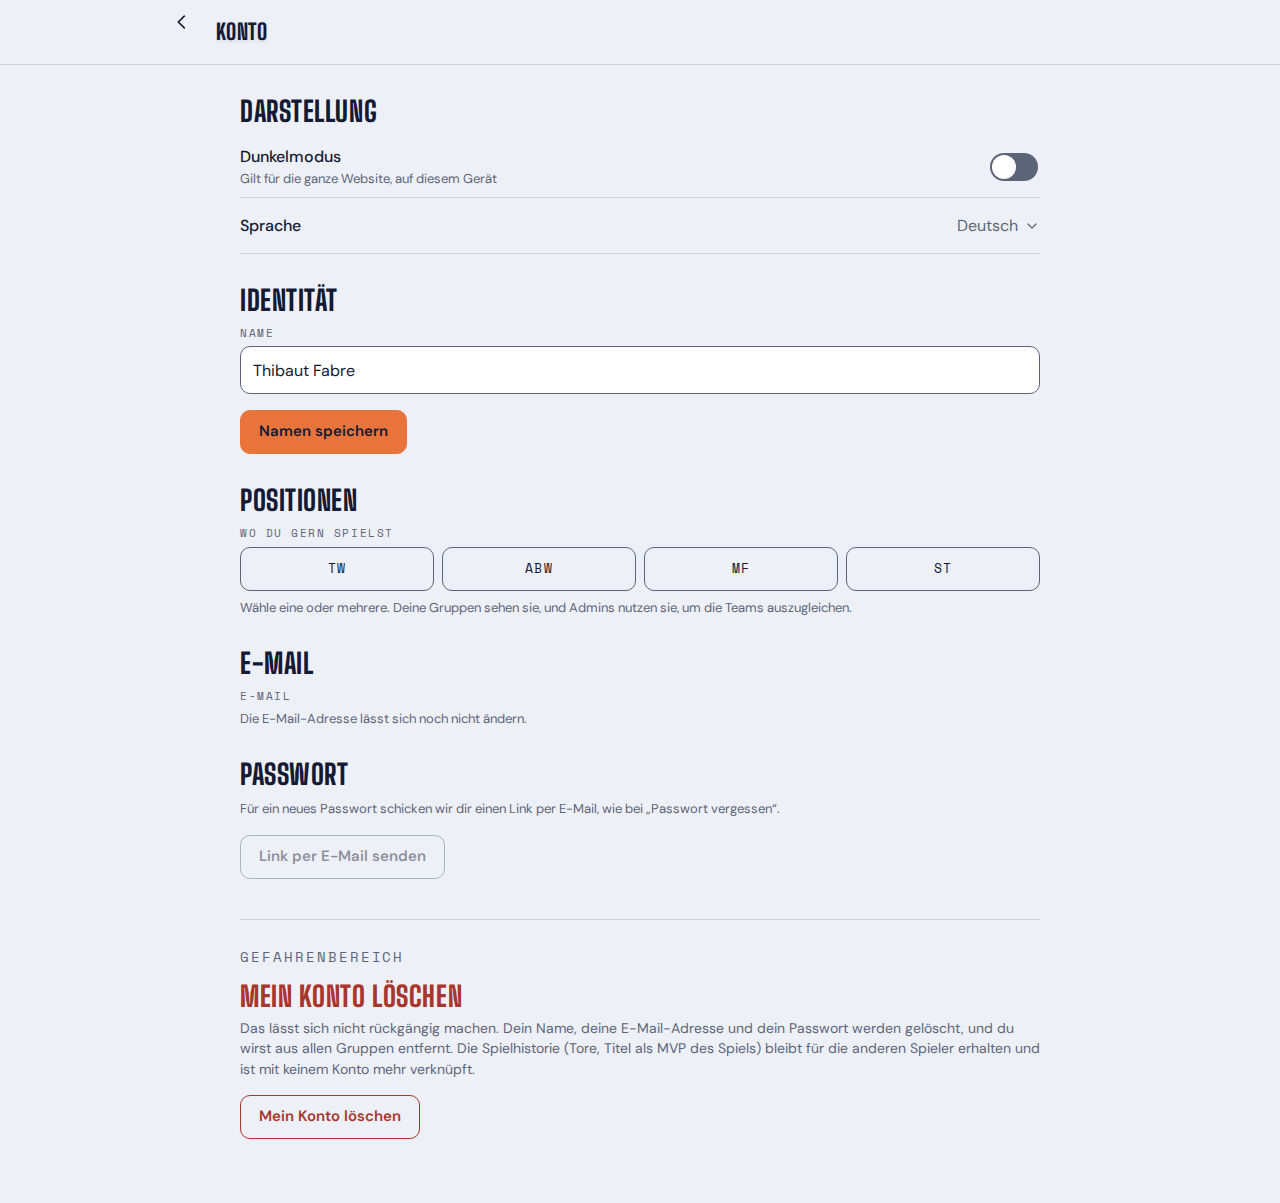 KONTO
DARSTELLUNG
Dunkelmodus
Gilt für die ganze Website, auf diesem Gerät
Sprache
Deutsch
IDENTITÄT
NAME
Thibaut Fabre
Namen speichern
POSITIONEN
WO DU GERN SPIELST
TW
ABW
MF
ST
Wähle eine oder mehrere. Deine Gruppen sehen sie, und Admins nutzen sie, um die Teams auszugleichen.
E-MAIL
E-MAIL
Die E-Mail-Adresse lässt sich noch nicht ändern.
PASSWORT
Für ein neues Passwort schicken wir dir einen Link per E-Mail, wie bei „Passwort vergessen“.
Link per E-Mail senden
GEFAHRENBEREICH
MEIN KONTO LÖSCHEN
Das lässt sich nicht rückgängig machen. Dein Name, deine E-Mail-Adresse und dein Passwort werden gelöscht, und du
wirst aus allen Gruppen entfernt. Die Spielhistorie (Tore, Titel als MVP des Spiels) bleibt für die anderen Spieler erhalten und
ist mit keinem Konto mehr verknüpft.
Mein Konto löschen